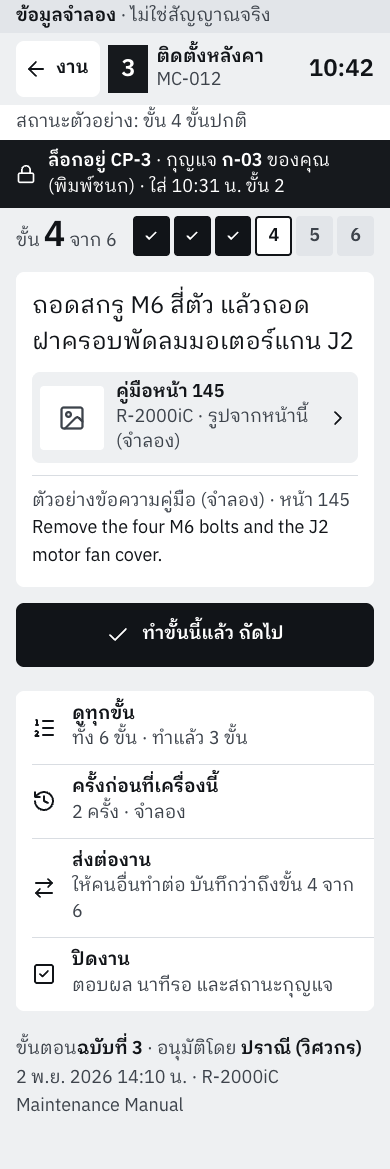 ข้อมูลจำลอง · ไม่ใช่สัญญาณจริง
งาน
3
ติดตั้งหลังคา
MC-012
10:42
สถานะตัวอย่าง: ขั้น 4 ขั้นปกติ
ล็อกอยู่ CP-3 · กุญแจ ก-03 ของคุณ
(พิมพ์ชนก) · ใส่ 10:31 น. ขั้น 2
ขั้น 4 จาก 6
4 5 6
ถอดสกรู M6 สี่ตัว แล้วถอด
ฝาครอบพัดลมมอเตอร์แกน J2
คู่มือหน้า 145
R-2000iC · รูปจากหน้านี้
(จำลอง)
ตัวอย่างข้อความคู่มือ (จำลอง) · หน้า 145
Remove the four M6 bolts and the J2
motor fan cover.
ทำขั้นนี้แล้ว ถัดไป
ดูทุกขั้น
ทั้ง 6 ขั้น · ทำแล้ว 3 ขั้น
ครั้งก่อนที่เครื่องนี้
2 ครั้ง · จำลอง
ส่งต่องาน
ให้คนอื่นทำต่อ บันทึกว่าถึงขั้น 4 จาก
6
ปิดงาน
ตอบผล นาทีรอ และสถานะกุญแจ
ขั้นตอนฉบับที่ 3 · อนุมัติโดย ปราณี (วิศวกร)
2 พ.ย. 2026 14:10 น. · R-2000iC
Maintenance Manual